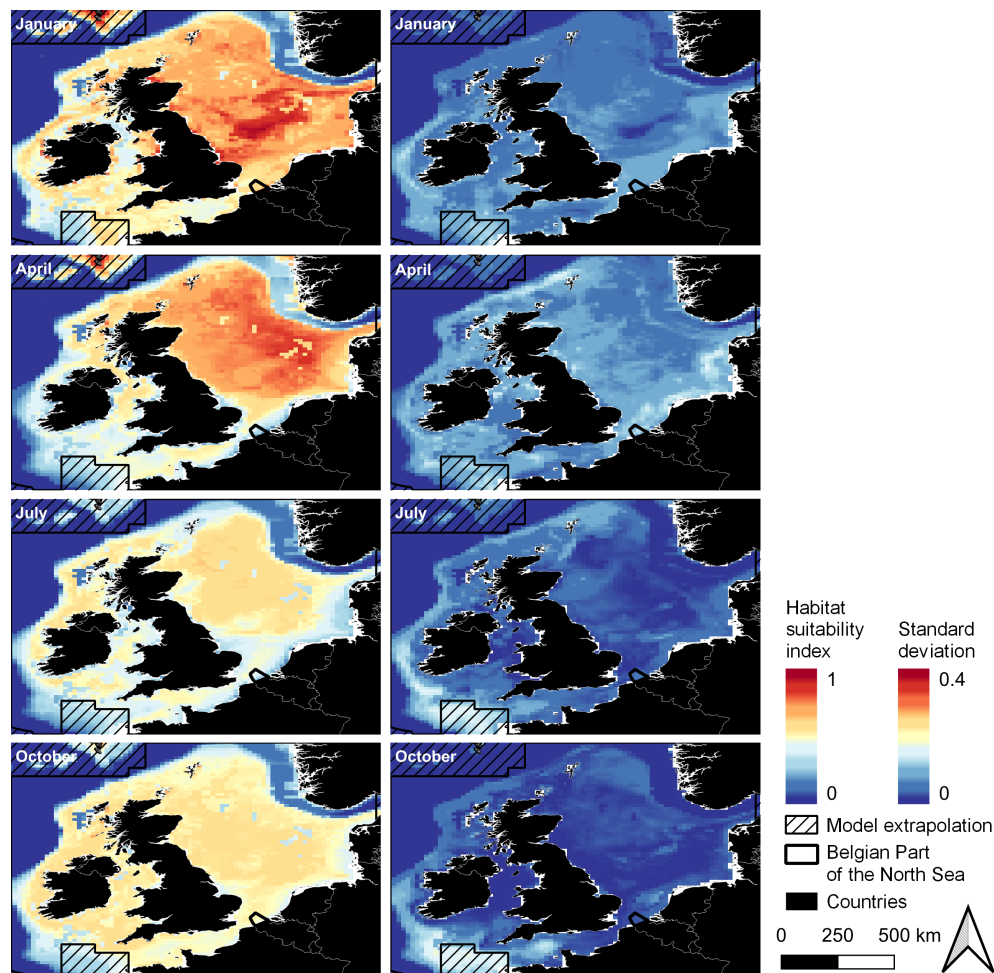 January
January
April
April
July
July
October
October
Habitat
suitability
index
1
0
Standard
deviation
0.4
0
Model extrapolation
Belgian Part
of the North Sea
Countries
0 250 500 km